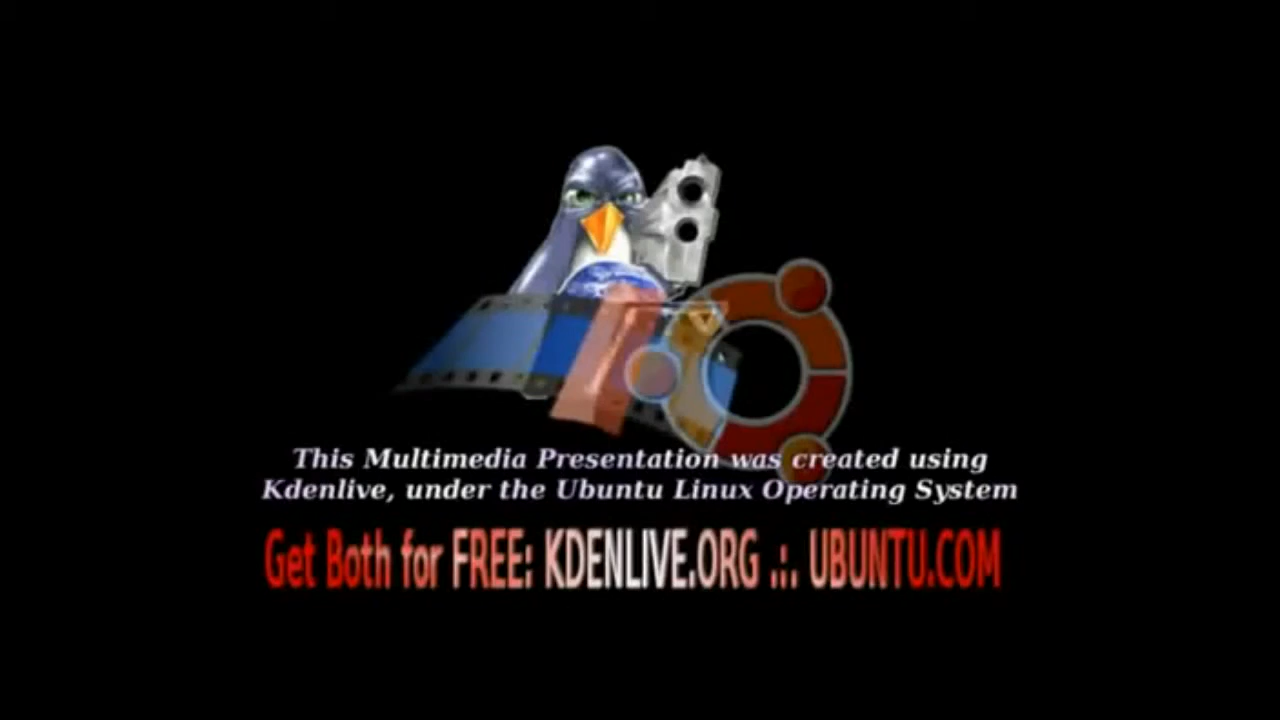 This Multimedia Presentation was created using
Kdenlive, under the Ubuntu Linux Operating System
Get Both for FREE: KDENLIVE.ORG .:. UBUNTU.COM